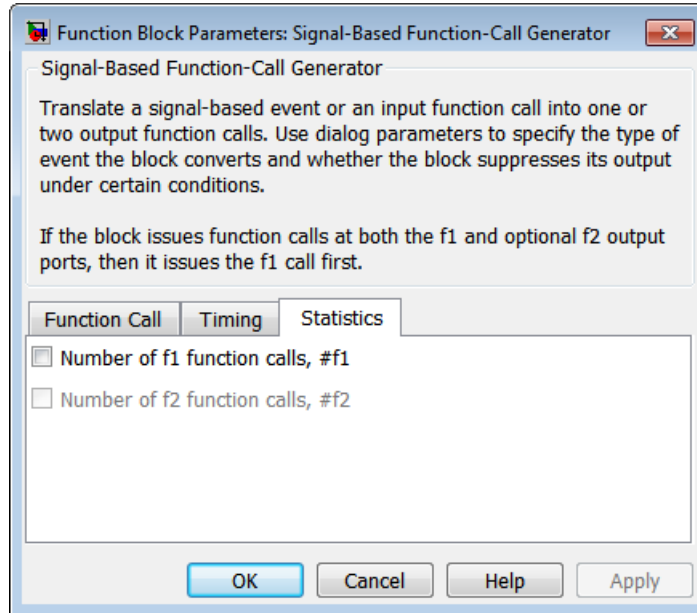 Function Block Parameters: Signal-Based Function-Call Generator
Signal-Based Function-Call Generator
Translate a signal-based event or an input function call into one or
two output function calls. Use dialog parameters to specify the type of
event the block converts and whether the block suppresses its output
under certain conditions.
If the block issues function calls at both the f1 and optional f2 output
ports, then it issues the f1 call first.
Function Call Timing Statistics
Number of f1 function calls, #f1
Number of f2 function calls, #f2
OK Cancel Help Apply